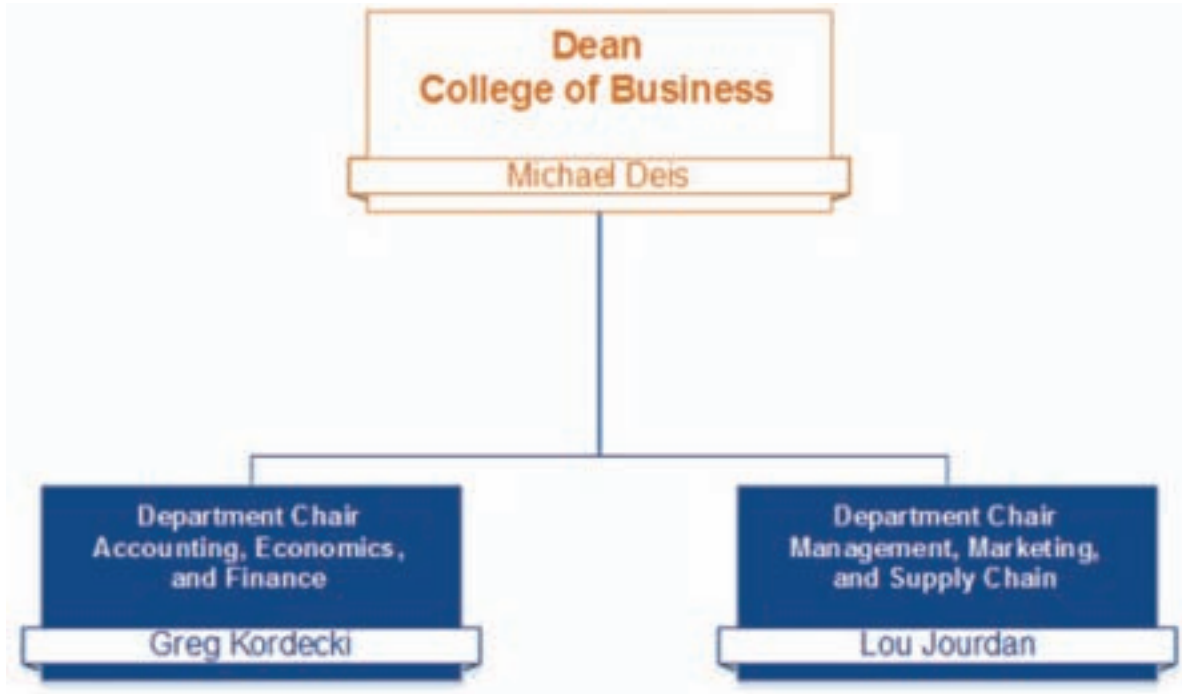 Dean
College of Business
Michael Deis
Department Chair
Accounting, Economics,
and Finance
Greg Kordecki
Department Chair
Management, Marketing,
and Supply Chain
Lou Jourdan